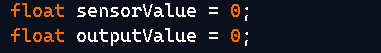 float sensorValue = 0;
float outputValue = 0;